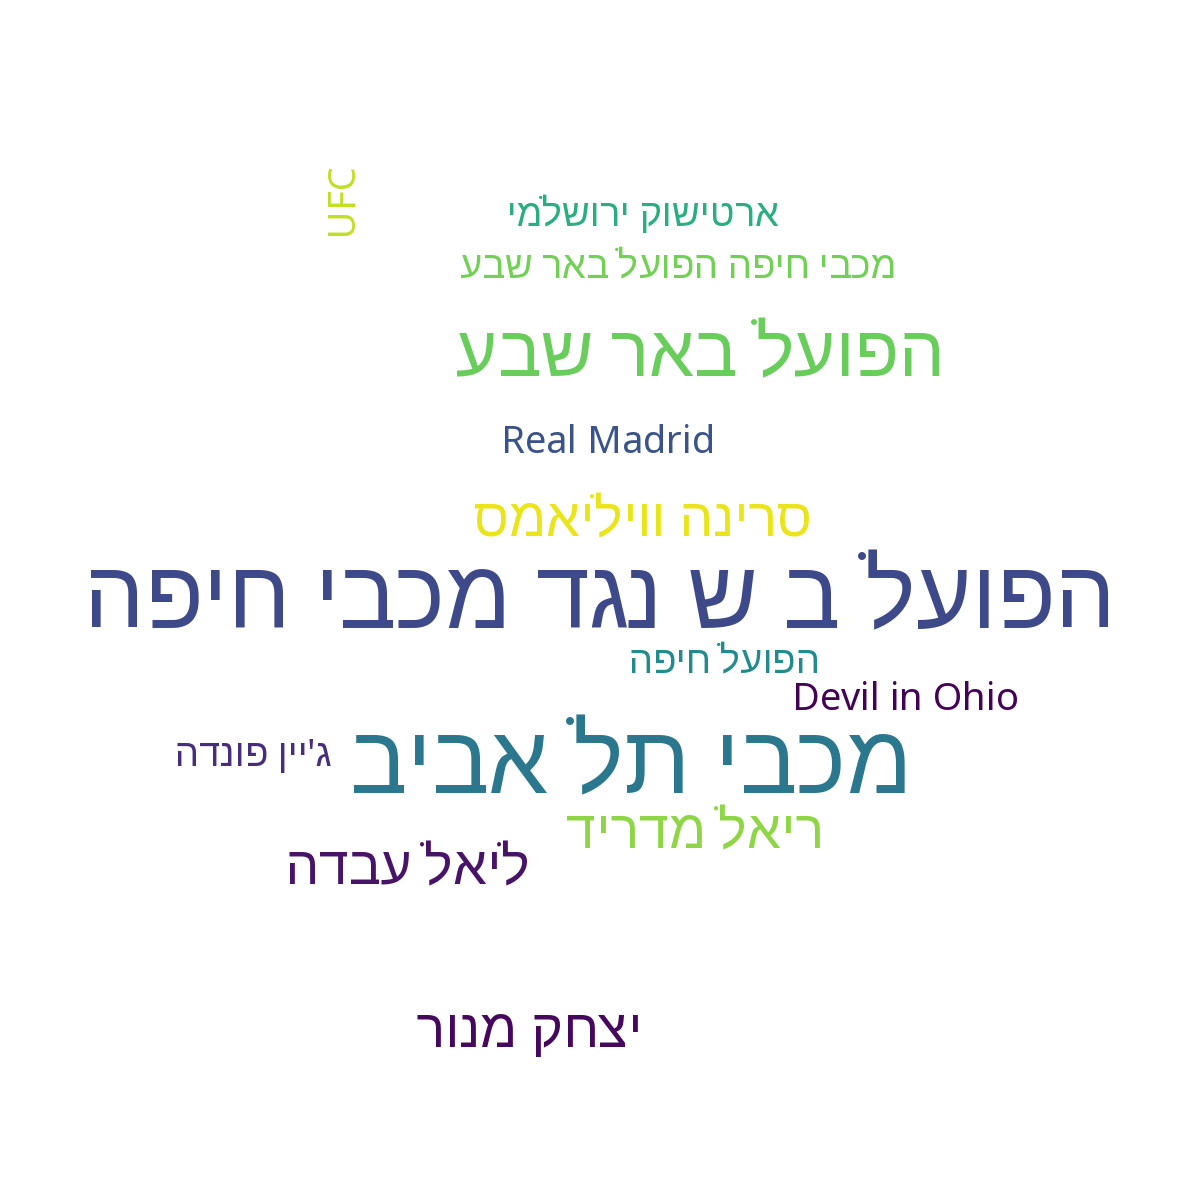 UFC
ארטישוק ירושלמי
מכבי חיפה הפועל באר שבע
הפועל באר שבע
Real Madrid
סרינה וויליאמס
הפועל ב ש נגד מכבי חיפה
הפועל חיפה
Devil in Ohio
מכבי תל אביב
ג'יין פונדה
ריאל מדריד
ליאל עבדה
יצחק מנור